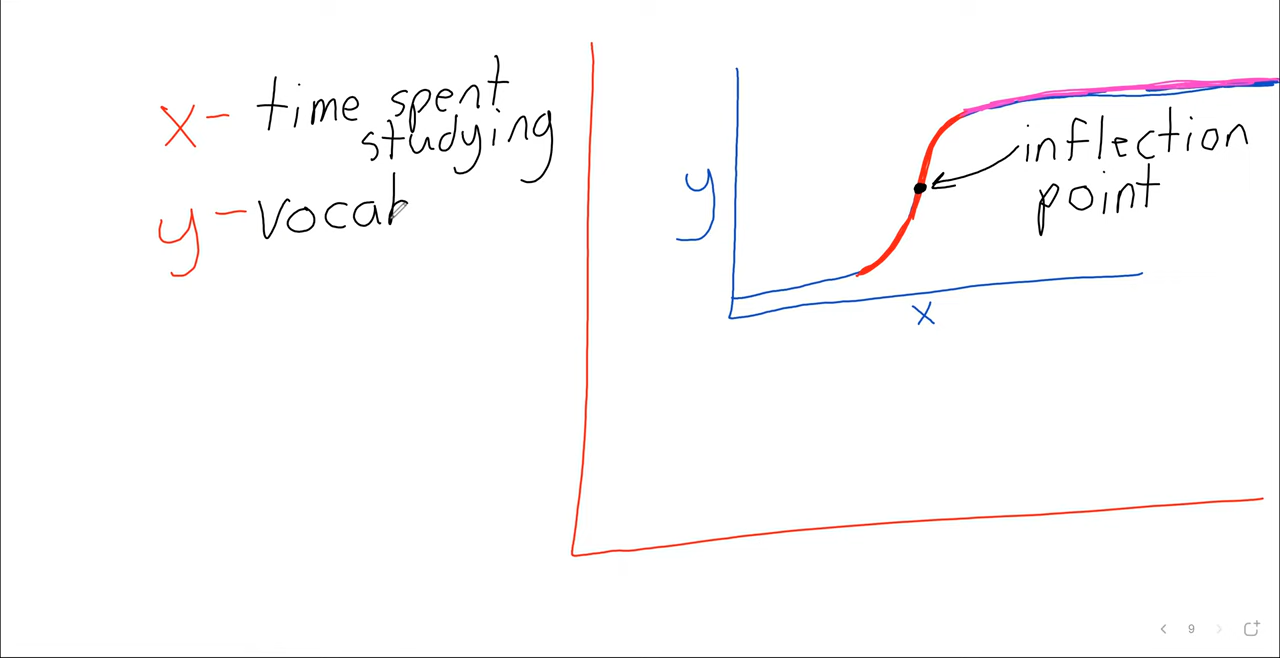 x- time spent
studying
y- vocab
y
x
inflection
point
9